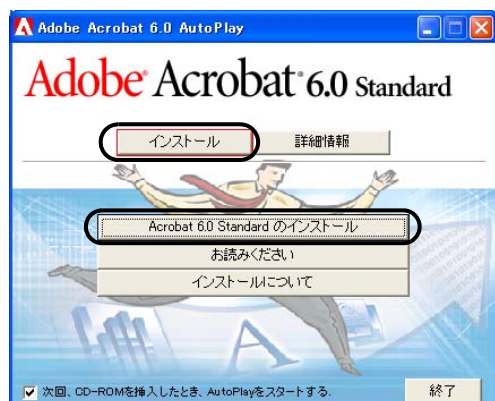 Adobe Acrobat 6.0 AutoPlay
Adobe® Acrobat® 6.0 Standard
インストール 詳細情報
Acrobat 6.0 Standard のインストール
お読みください
インストールについて
次回、CD-ROMを挿入したとき、AutoPlayをスタートする.
終了